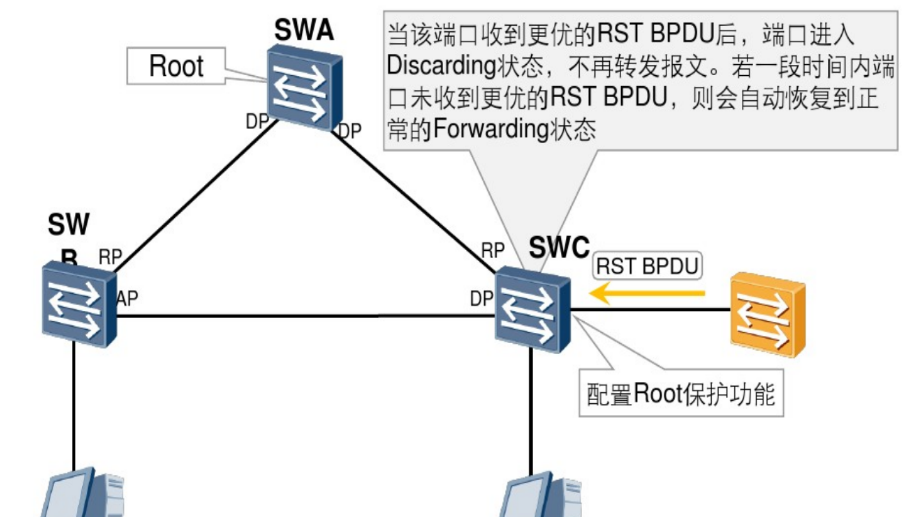 SWA
Root
当该端口收到更优的RST BPDU后，端口进入
Discarding状态，不再转发报文。若一段时间内端
口未收到更优的RST BPDU，则会自动恢复到正
常的Forwarding状态
DP
DP
SW
B
RP
AP
RP
SWC
DP
RST BPDU
配置Root保护功能